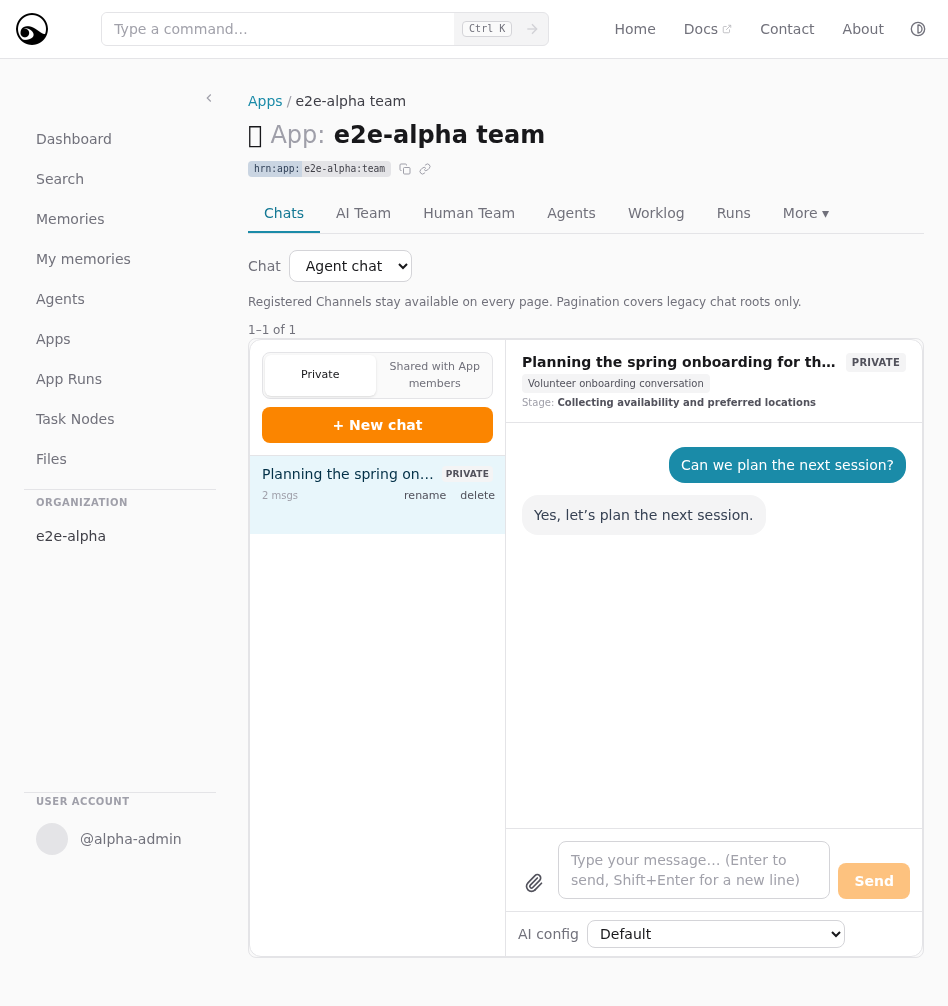 Type a command…
Ctrl K
Home
Docs
Contact
About
Apps / e2e-alpha team
App: e2e-alpha team
hrn:app: e2e-alpha:team
Dashboard
Search
Memories
My memories
Agents
Apps
App Runs
Task Nodes
Files
ORGANIZATION
e2e-alpha
USER ACCOUNT
@alpha-admin
Chats
AI Team
Human Team
Agents
Worklog
Runs
More ▾
Chat
Agent chat
Registered Channels stay available on every page. Pagination covers legacy chat roots only.
1–1 of 1
Private
Shared with App
members
+ New chat
Planning the spring on…
PRIVATE
2 msgs
rename
delete
Planning the spring onboarding for th…
PRIVATE
Volunteer onboarding conversation
Stage: Collecting availability and preferred locations
Can we plan the next session?
Yes, let’s plan the next session.
Type your message… (Enter to
send, Shift+Enter for a new line)
Send
AI config
Default